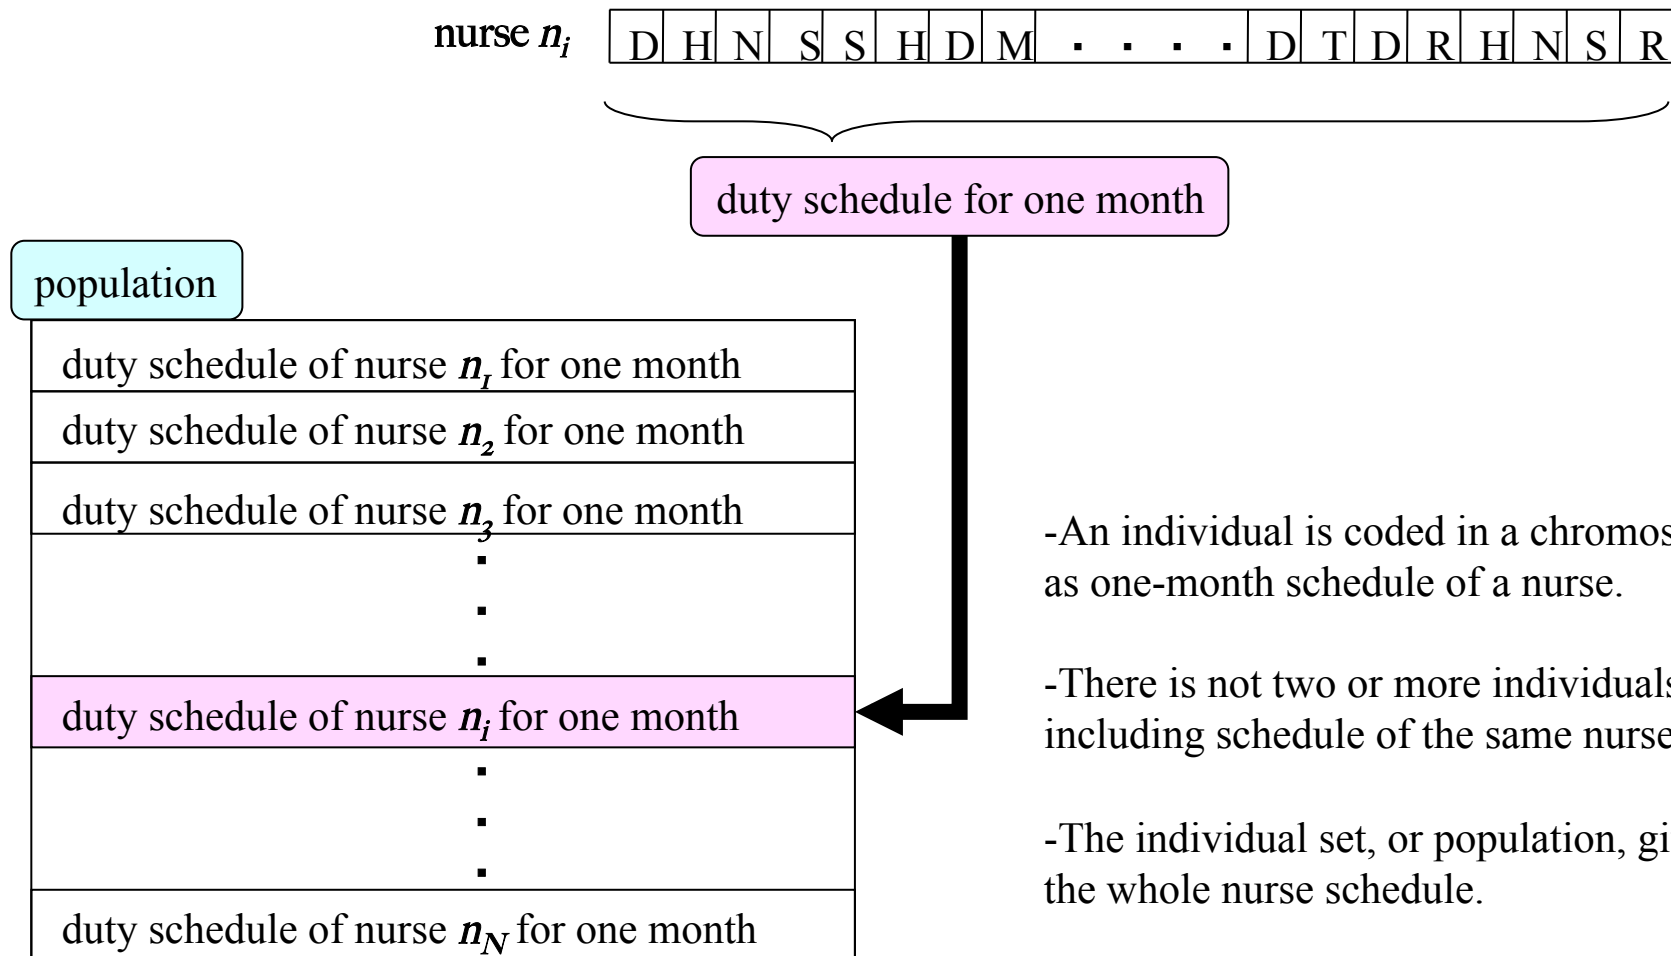 nurse n_i D H N S S H D M · · · · D T D R H N S R
duty schedule for one month
population
duty schedule of nurse n_1 for one month
duty schedule of nurse n_2 for one month
duty schedule of nurse n_3 for one month
·
·
·
duty schedule of nurse n_i for one month
·
·
·
duty schedule of nurse n_N for one month
-An individual is coded in a chromos
as one-month schedule of a nurse.
-There is not two or more individuals
including schedule of the same nurse
-The individual set, or population, gi
the whole nurse schedule.